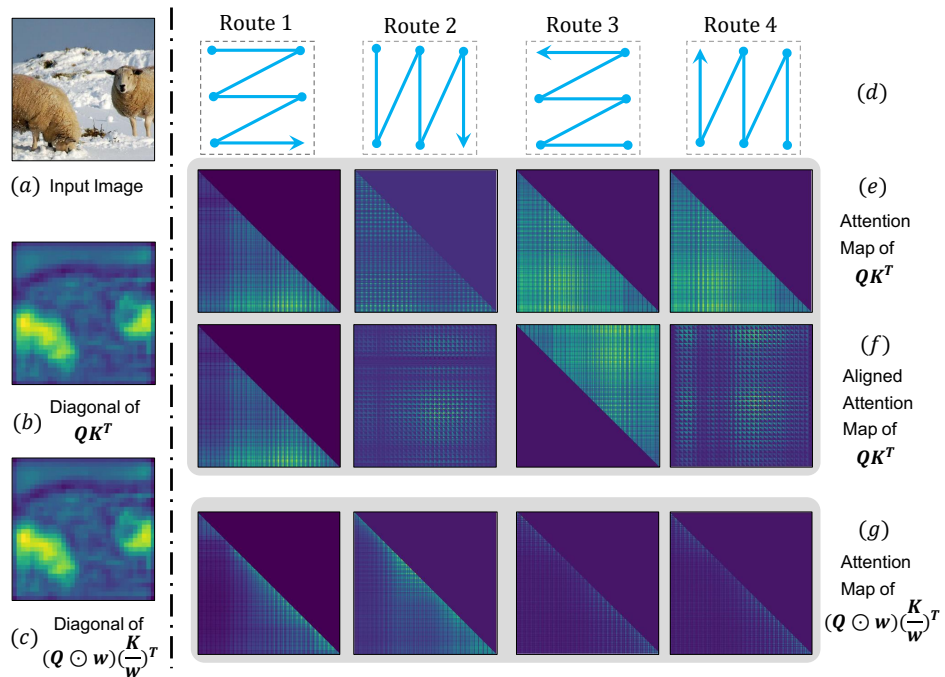 Route 1
Route 2
Route 3
Route 4
(a) Input Image
(b) Diagonal of
QK^T
(c) Diagonal of
(Q ⊙ w)(K/w)^T
(d)
(e)
Attention
Map of
QK^T
(f)
Aligned
Attention
Map of
QK^T
(g)
Attention
Map of
(Q ⊙ w)(K/w)^T